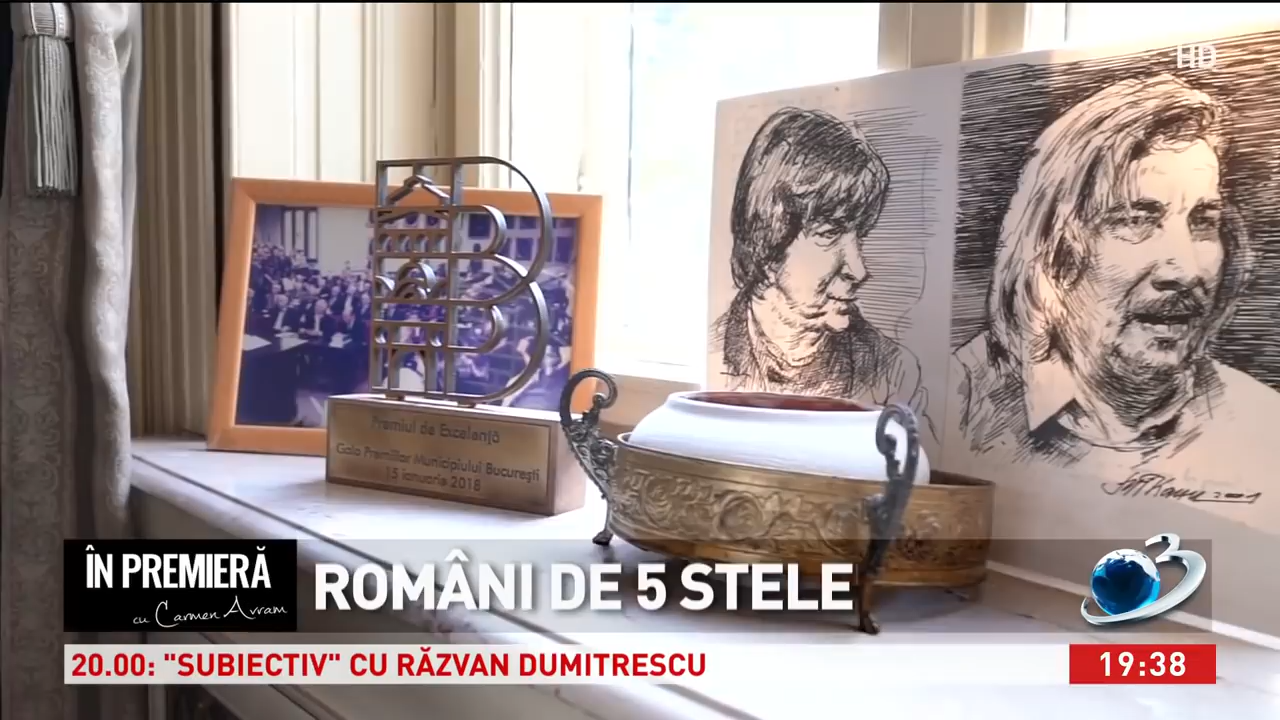 HD
Premiul de Excelență
Gala Premiilor Municipiului București
15 ianuarie 2018
ÎN PREMIERĂ
cu Carmen Avram
ROMÂNI DE 5 STELE
3
20.00: "SUBIECTIV" CU RĂZVAN DUMITRESCU
19:38